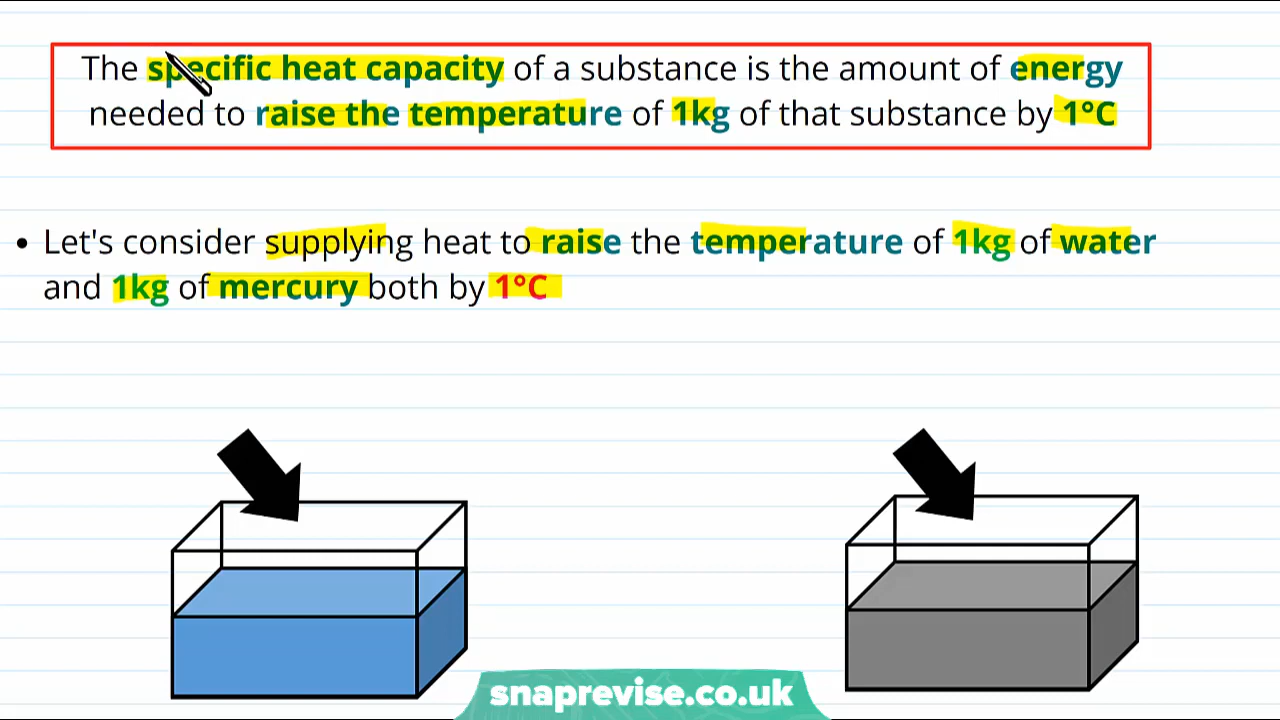 The specific heat capacity of a substance is the amount of energy
needed to raise the temperature of 1kg of that substance by 1°C
• Let's consider supplying heat to raise the temperature of 1kg of water
and 1kg of mercury both by 1°C
snaprevise.co.uk